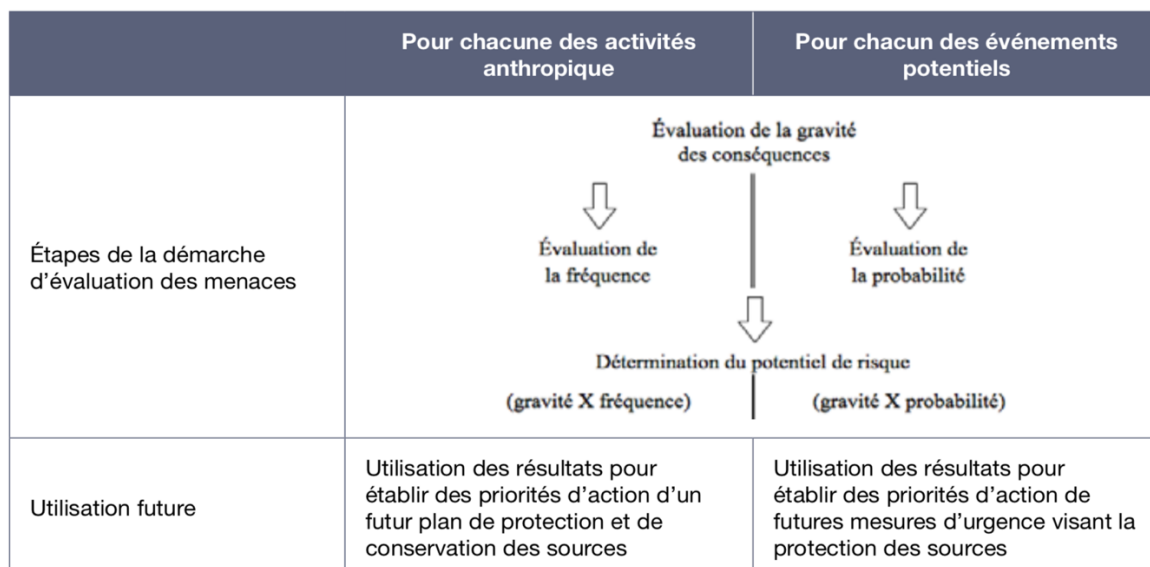 Pour chacune des activités
anthropique
Pour chacun des événements
potentiels
Étapes de la démarche
d’évaluation des menaces
Évaluation de la gravité
des conséquences
Évaluation de
la fréquence
Évaluation de
la probabilité
Détermination du potentiel de risque
(gravité X fréquence)
(gravité X probabilité)
Utilisation future
Utilisation des résultats pour
établir des priorités d’action d’un
futur plan de protection et de
conservation des sources
Utilisation des résultats pour
établir des priorités d’action de
futures mesures d’urgence visant la
protection des sources